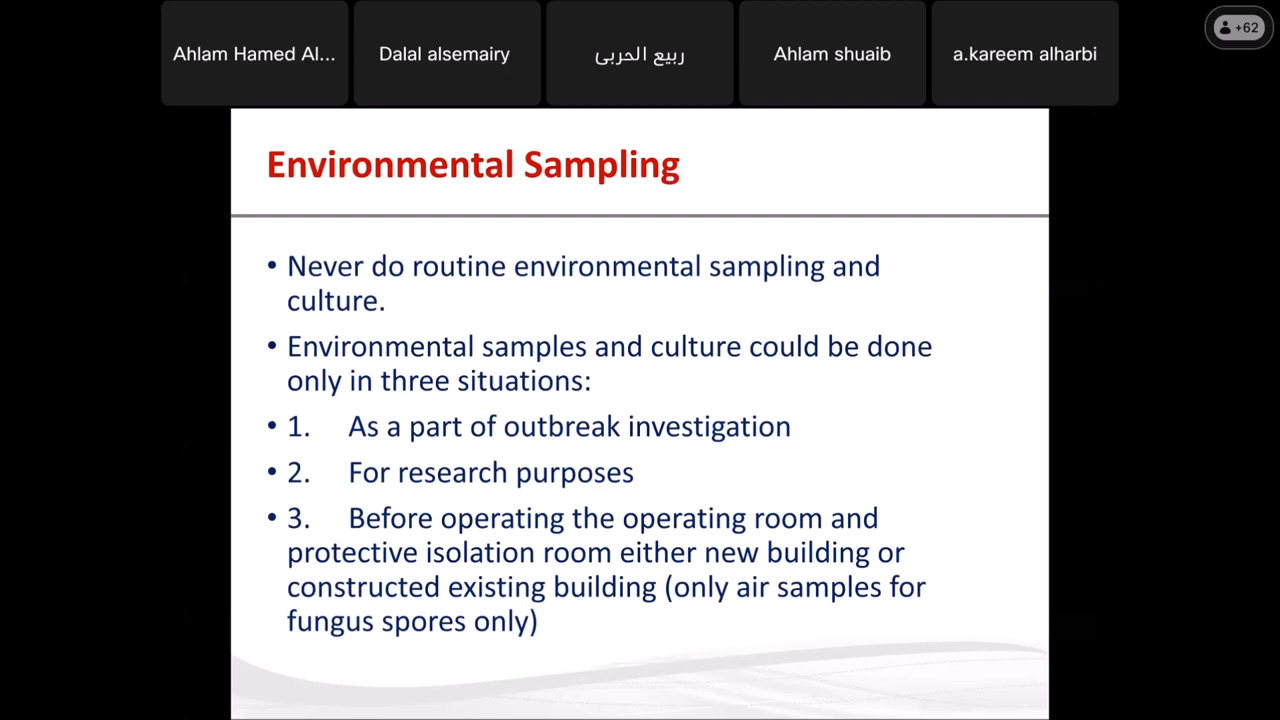 Ahlam Hamed Al...
Dalal alsemairy
ربيع الحربى
Ahlam shuaib
a.kareem alharbi
+62
Environmental Sampling
• Never do routine environmental sampling and
culture.
• Environmental samples and culture could be done
only in three situations:
• 1. As a part of outbreak investigation
• 2. For research purposes
• 3. Before operating the operating room and
protective isolation room either new building or
constructed existing building (only air samples for
fungus spores only)